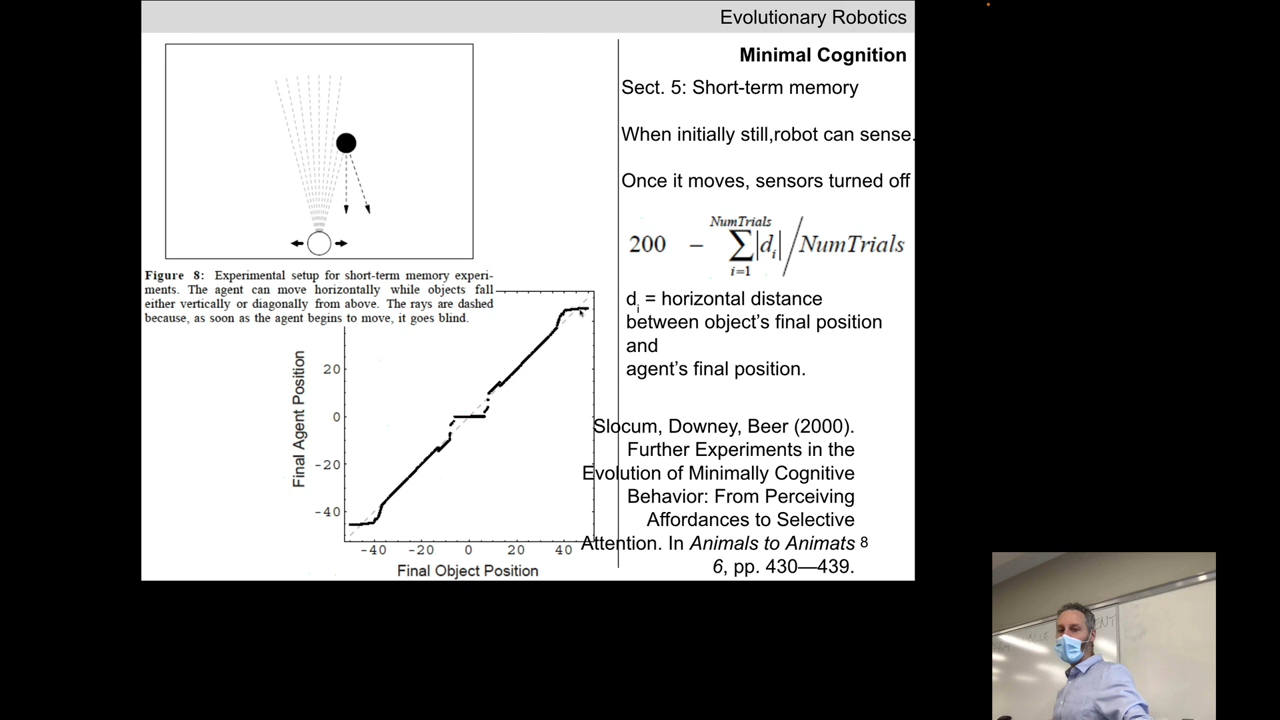 Evolutionary Robotics
Minimal Cognition
Sect. 5: Short-term memory
When initially still,robot can sense.
Once it moves, sensors turned off
200 − NumTrials ∑ i=1 |di| / NumTrials
di = horizontal distance
between object's final position
and
agent's final position.
Slocum, Downey, Beer (2000).
Further Experiments in the
Evolution of Minimally Cognitive
Behavior: From Perceiving
Affordances to Selective
Attention. In Animals to Animats
6, pp. 430—439.
8
Figure 8: Experimental setup for short-term memory experi-
ments. The agent can move horizontally while objects fall
either vertically or diagonally from above. The rays are dashed
because, as soon as the agent begins to move, it goes blind.
Final Agent Position
20
0
-20
-40
-40 -20 0 20 40
Final Object Position